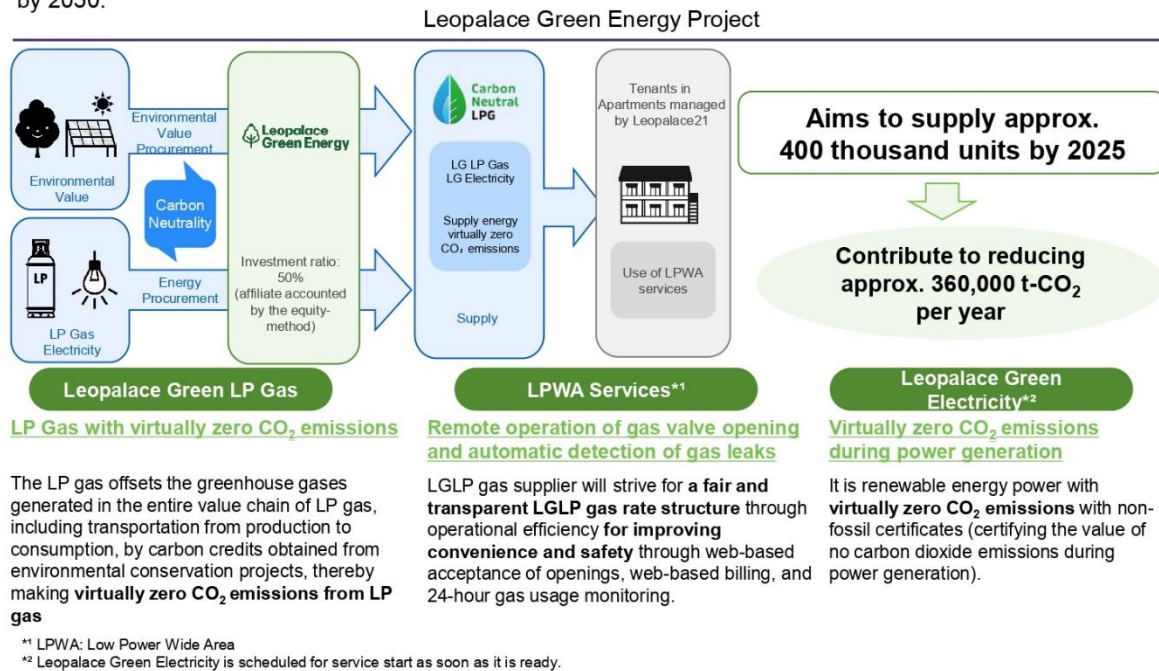 by 2030.
Leopalace Green Energy Project
Environmental
Value
Procurement
Environmental
Value
Carbon
Neutrality
LP
Energy
Procurement
LP Gas
Electricity
Leopalace
Green Energy
Investment ratio:
50%
(affiliate accounted
by the equity-
method)
Carbon
Neutral
LPG
LG LP Gas
LG Electricity
Supply energy
virtually zero
CO₂ emissions
Supply
Tenants in
Apartments managed
by Leopalace21
Use of LPWA
services
Aims to supply approx.
400 thousand units by 2025
Contribute to reducing
approx. 360,000 t-CO₂
per year
Leopalace Green LP Gas
LP Gas with virtually zero CO₂ emissions
The LP gas offsets the greenhouse gases
generated in the entire value chain of LP gas,
including transportation from production to
consumption, by carbon credits obtained from
environmental conservation projects, thereby
making virtually zero CO₂ emissions from LP
gas
LPWA Services*¹
Remote operation of gas valve opening
and automatic detection of gas leaks
LGLP gas supplier will strive for a fair and
transparent LGLP gas rate structure through
operational efficiency for improving
convenience and safety through web-based
acceptance of openings, web-based billing, and
24-hour gas usage monitoring.
Leopalace Green
Electricity*²
Virtually zero CO₂ emissions
during power generation
It is renewable energy power with
virtually zero CO₂ emissions with non-
fossil certificates (certifying the value of
no carbon dioxide emissions during
power generation).
*¹ LPWA: Low Power Wide Area
*² Leopalace Green Electricity is scheduled for service start as soon as it is ready.